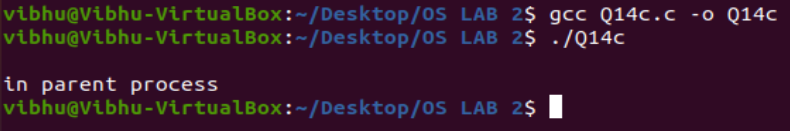 vibhu@Vibhu-VirtualBox:~/Desktop/OS LAB 2$ gcc Q14c.c -o Q14c
vibhu@Vibhu-VirtualBox:~/Desktop/OS LAB 2$ ./Q14c
in parent process
vibhu@Vibhu-VirtualBox:~/Desktop/OS LAB 2$